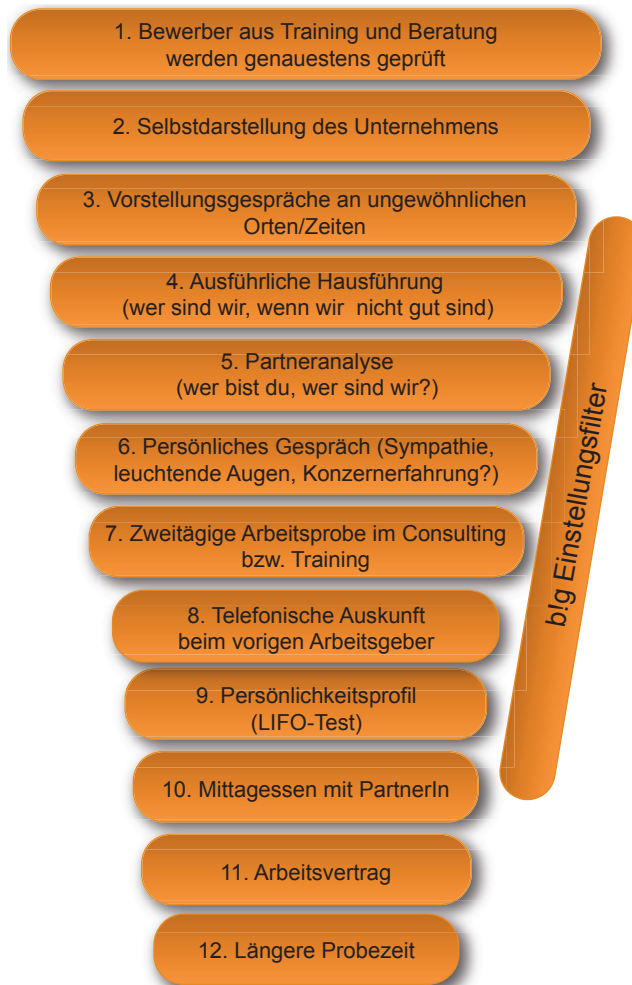 1. Bewerber aus Training und Beratung
werden genauestens geprüft
2. Selbstdarstellung des Unternehmens
3. Vorstellungsgespräche an ungewöhnlichen
Orten/Zeiten
4. Ausführliche Hausführung
(wer sind wir, wenn wir  nicht gut sind)
5. Partneranalyse
(wer bist du, wer sind wir?)
6. Persönliches Gespräch (Sympathie,
leuchtende Augen, Konzernerfahrung?)
7. Zweitägige Arbeitsprobe im Consulting
bzw. Training
8. Telefonische Auskunft
beim vorigen Arbeitsgeber
9. Persönlichkeitsprofil
(LIFO-Test)
10. Mittagessen mit PartnerIn
11. Arbeitsvertrag
12. Längere Probezeit
b!g Einstellungsfilter